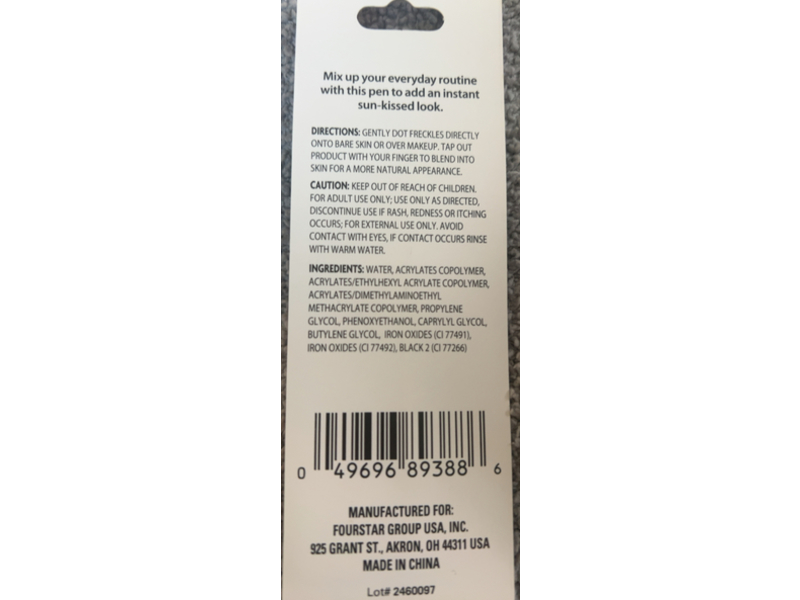 Mix up your everyday routine
with this pen to add an instant
sun-kissed look.
DIRECTIONS: GENTLY DOT FRECKLES DIRECTLY
ONTO BARE SKIN OR OVER MAKEUP. TAP OUT
PRODUCT WITH YOUR FINGER TO BLEND INTO
SKIN FOR A MORE NATURAL APPEARANCE.
CAUTION: KEEP OUT OF REACH OF CHILDREN.
FOR ADULT USE ONLY; USE ONLY AS DIRECTED,
DISCONTINUE USE IF RASH, REDNESS OR ITCHING
OCCURS; FOR EXTERNAL USE ONLY. AVOID
CONTACT WITH EYES, IF CONTACT OCCURS RINSE
WITH WARM WATER.
INGREDIENTS: WATER, ACRYLATES COPOLYMER,
ACRYLATES/ETHYLHEXYL ACRYLATE COPOLYMER,
ACRYLATES/DIMETHYLAMINOETHYL
METHACRYLATE COPOLYMER, PROPYLENE
GLYCOL, PHENOXYETHANOL, CAPRYLYL GLYCOL,
BUTYLENE GLYCOL, IRON OXIDES (CI 77491),
IRON OXIDES (CI 77492), BLACK 2 (CI 77266)
0 49696 89388 6
MANUFACTURED FOR:
FOURSTAR GROUP USA, INC.
925 GRANT ST., AKRON, OH 44311 USA
MADE IN CHINA
Lot# 2460097